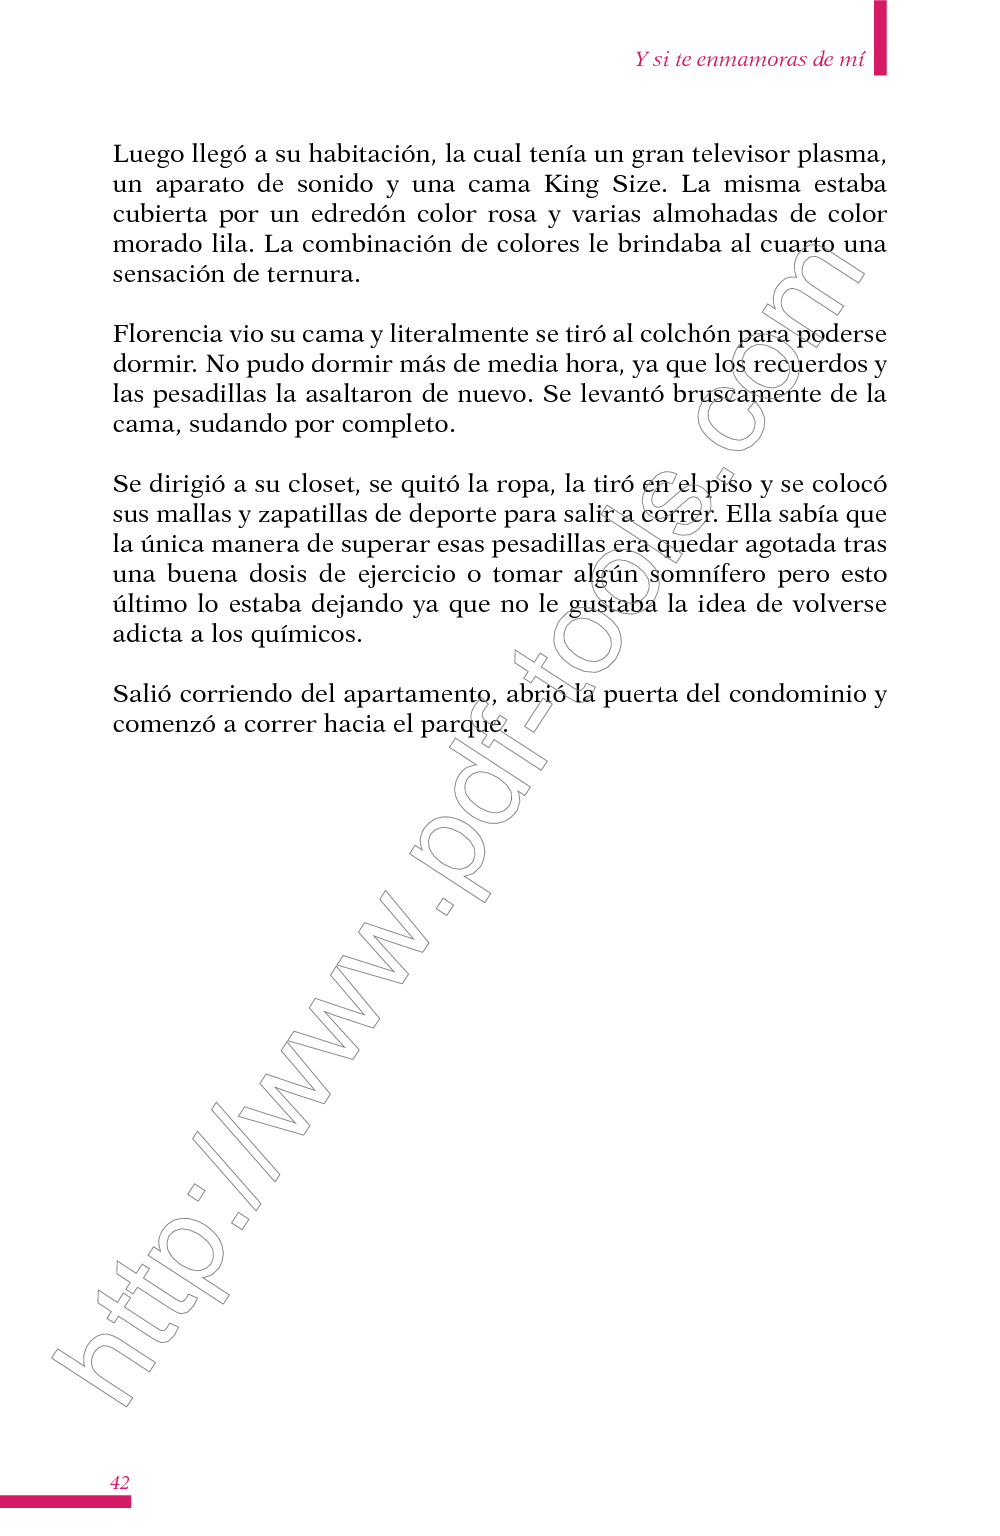 Y si te enmamoras de mí
Luego llegó a su habitación, la cual tenía un gran televisor plasma,
un aparato de sonido y una cama King Size. La misma estaba
cubierta por un edredón color rosa y varias almohadas de color
morado lila. La combinación de colores le brindaba al cuarto una
sensación de ternura.
Florencia vio su cama y literalmente se tiró al colchón para poderse
dormir. No pudo dormir más de media hora, ya que los recuerdos y
las pesadillas la asaltaron de nuevo. Se levantó bruscamente de la
cama, sudando por completo.
Se dirigió a su closet, se quitó la ropa, la tiró en el piso y se colocó
sus mallas y zapatillas de deporte para salir a correr. Ella sabía que
la única manera de superar esas pesadillas era quedar agotada tras
una buena dosis de ejercicio o tomar algún somnífero pero esto
último lo estaba dejando ya que no le gustaba la idea de volverse
adicta a los químicos.
Salió corriendo del apartamento, abrió la puerta del condominio y
comenzó a correr hacia el parque.
http://www.pdf-tools.com
42